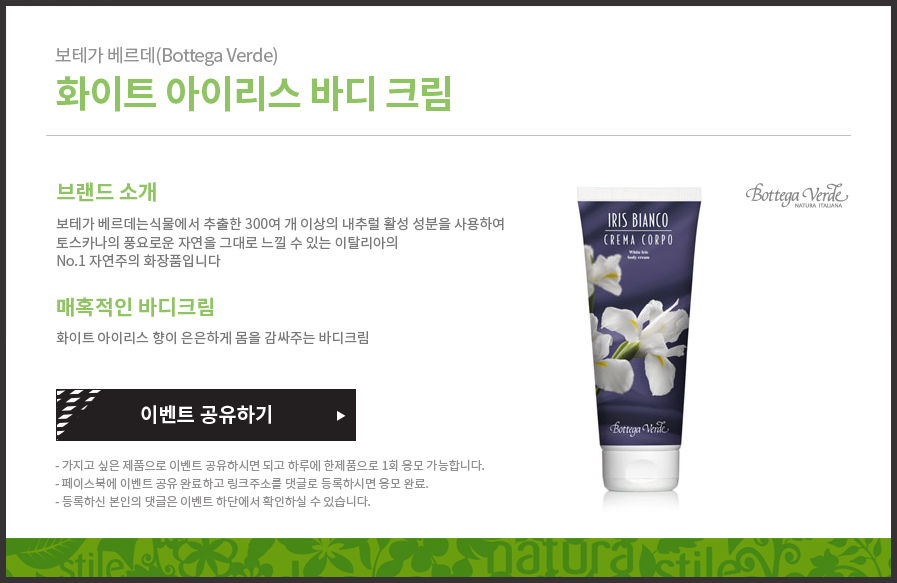 보테가 베르데(Bottega Verde)
화이트 아이리스 바디 크림
브랜드 소개
보테가 베르데는식물에서 추출한 300여 개 이상의 내추럴 활성 성분을 사용하여
토스카나의 풍요로운 자연을 그대로 느낄 수 있는 이탈리아의
No.1 자연주의 화장품입니다
매혹적인 바디크림
화이트 아이리스 향이 은은하게 몸을 감싸주는 바디크림
이벤트 공유하기
- 가지고 싶은 제품으로 이벤트 공유하시면 되고 하루에 한제품으로 1회 응모 가능합니다.
- 페이스북에 이벤트 공유 완료하고 링크주소를 댓글로 등록하시면 응모 완료.
- 등록하신 본인의 댓글은 이벤트 하단에서 확인하실 수 있습니다.
IRIS BIANCO
CREMA CORPO
White Iris
body cream
Bottega Verde
Bottega Verde
NATURA ITALIANA
stile natura stile